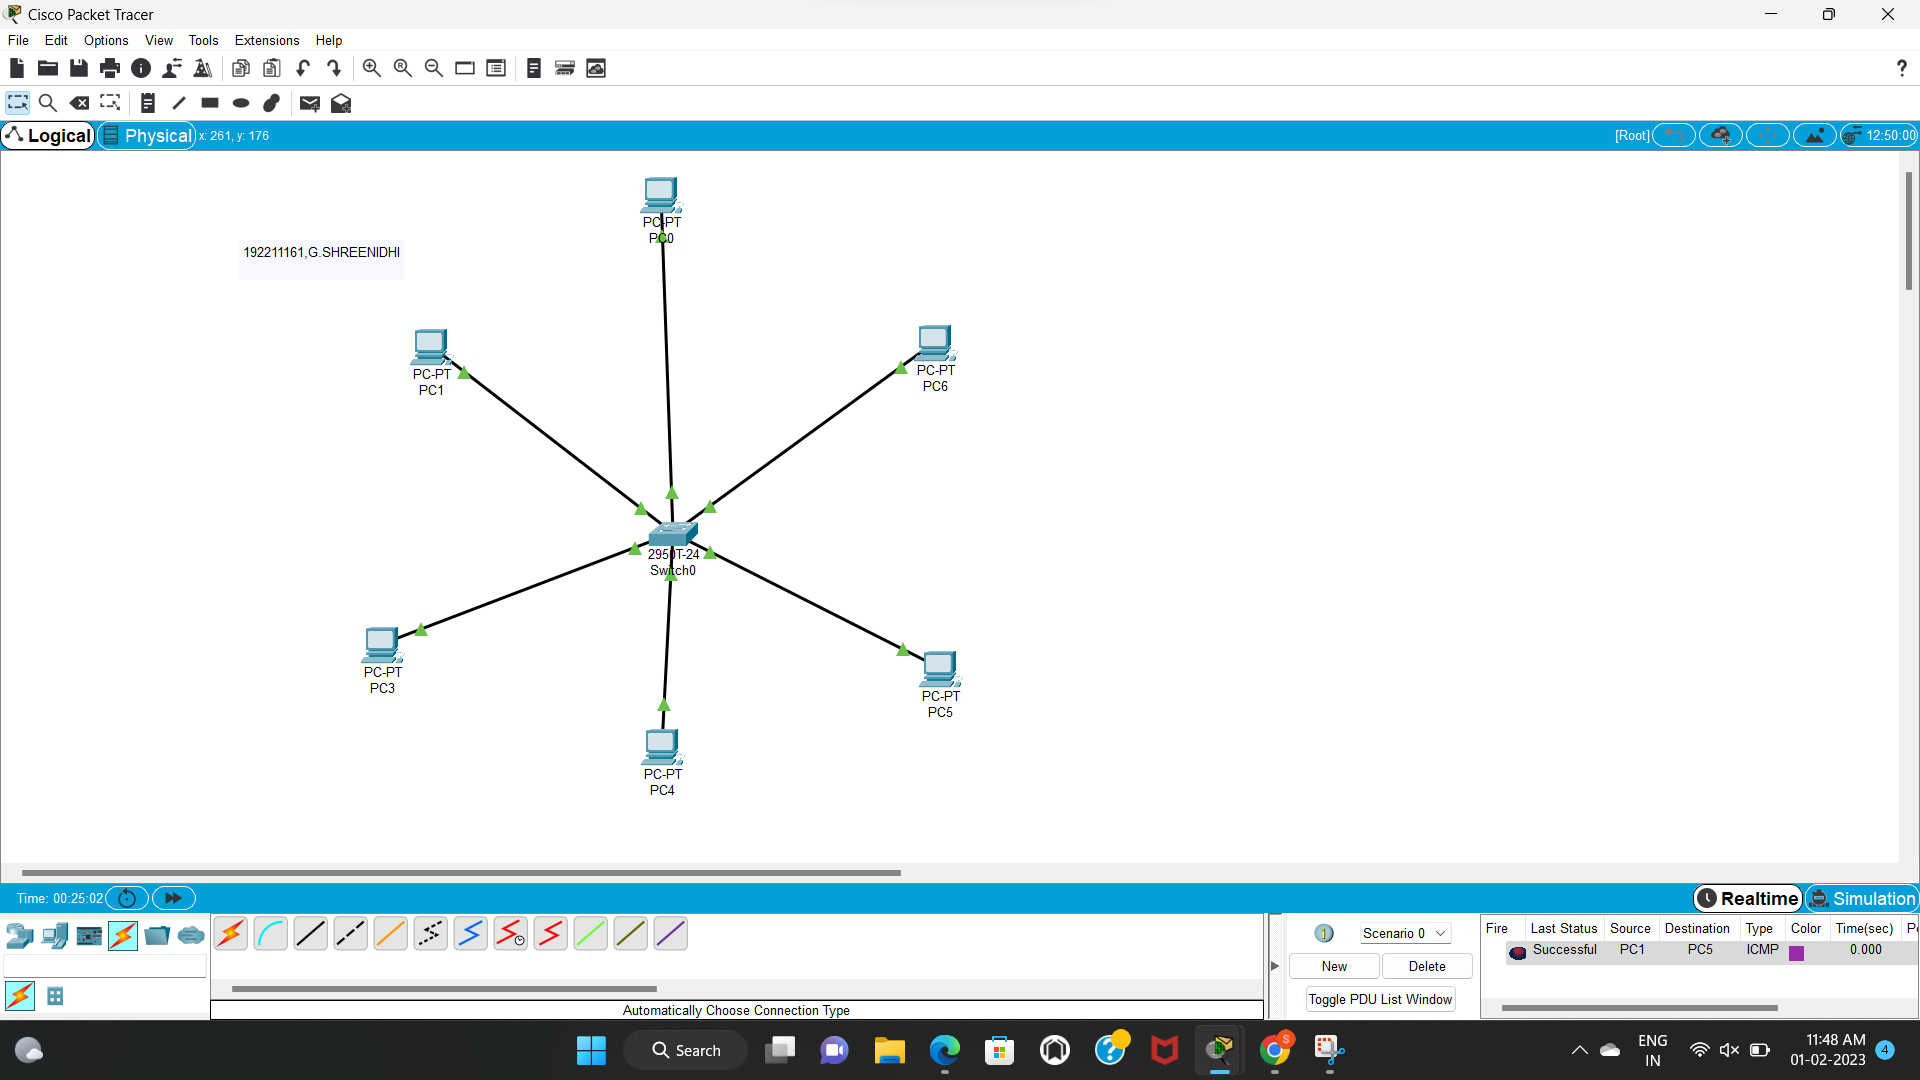 Cisco Packet Tracer
File Edit Options View Tools Extensions Help
?
Logical Physical x: 261, y: 176 [Root] 12:50:00
PC-PT
PC0
192211161,G.SHREENIDHI
PC-PT
PC1
PC-PT
PC6
2950T-24
Switch0
PC-PT
PC3
PC-PT
PC5
PC-PT
PC4
Time: 00:25:02 Realtime Simulation
Scenario 0
New Delete
Toggle PDU List Window
Fire Last Status Source Destination Type Color Time(sec)
Successful PC1 PC5 ICMP 0.000
Automatically Choose Connection Type
Search
ENG
IN
11:48 AM
01-02-2023
4